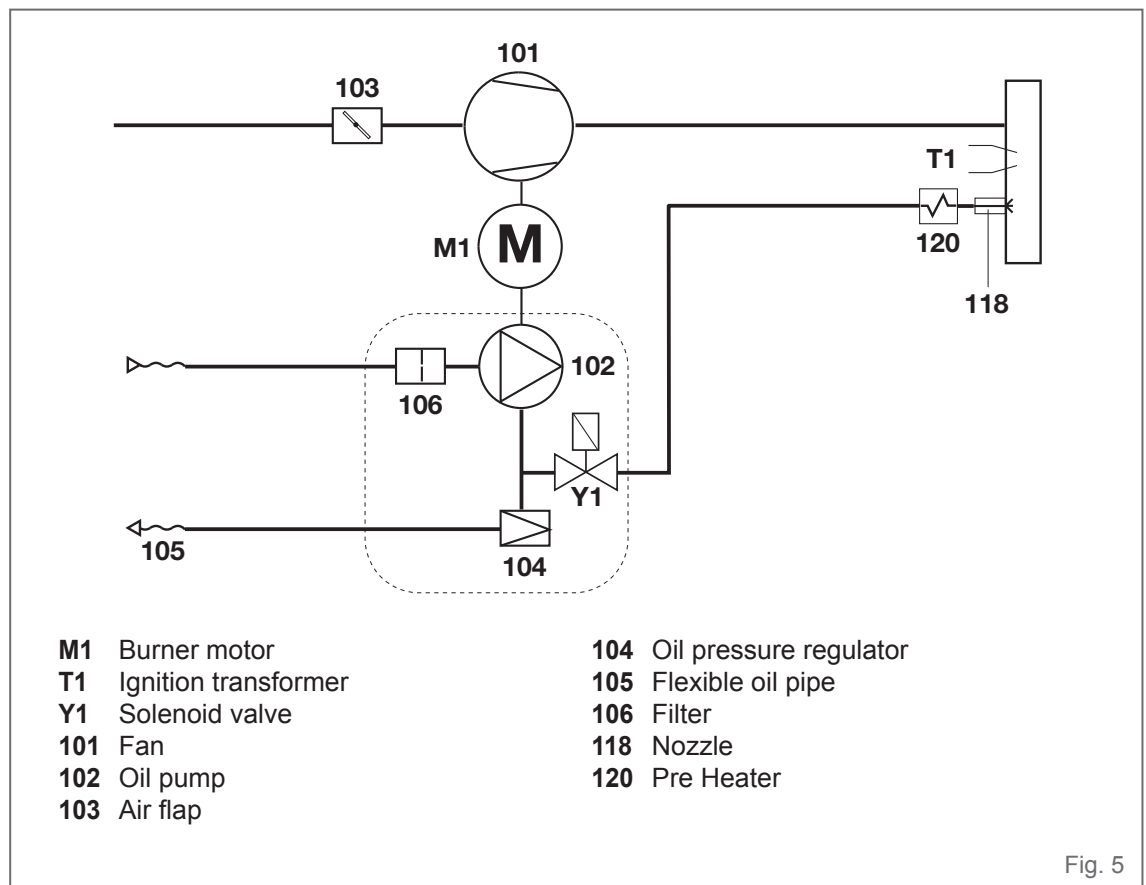 101
103
T1
M1 M
120
118
102
106
Y1
105
104
M1 Burner motor
T1 Ignition transformer
Y1 Solenoid valve
101 Fan
102 Oil pump
103 Air flap
104 Oil pressure regulator
105 Flexible oil pipe
106 Filter
118 Nozzle
120 Pre Heater
Fig. 5